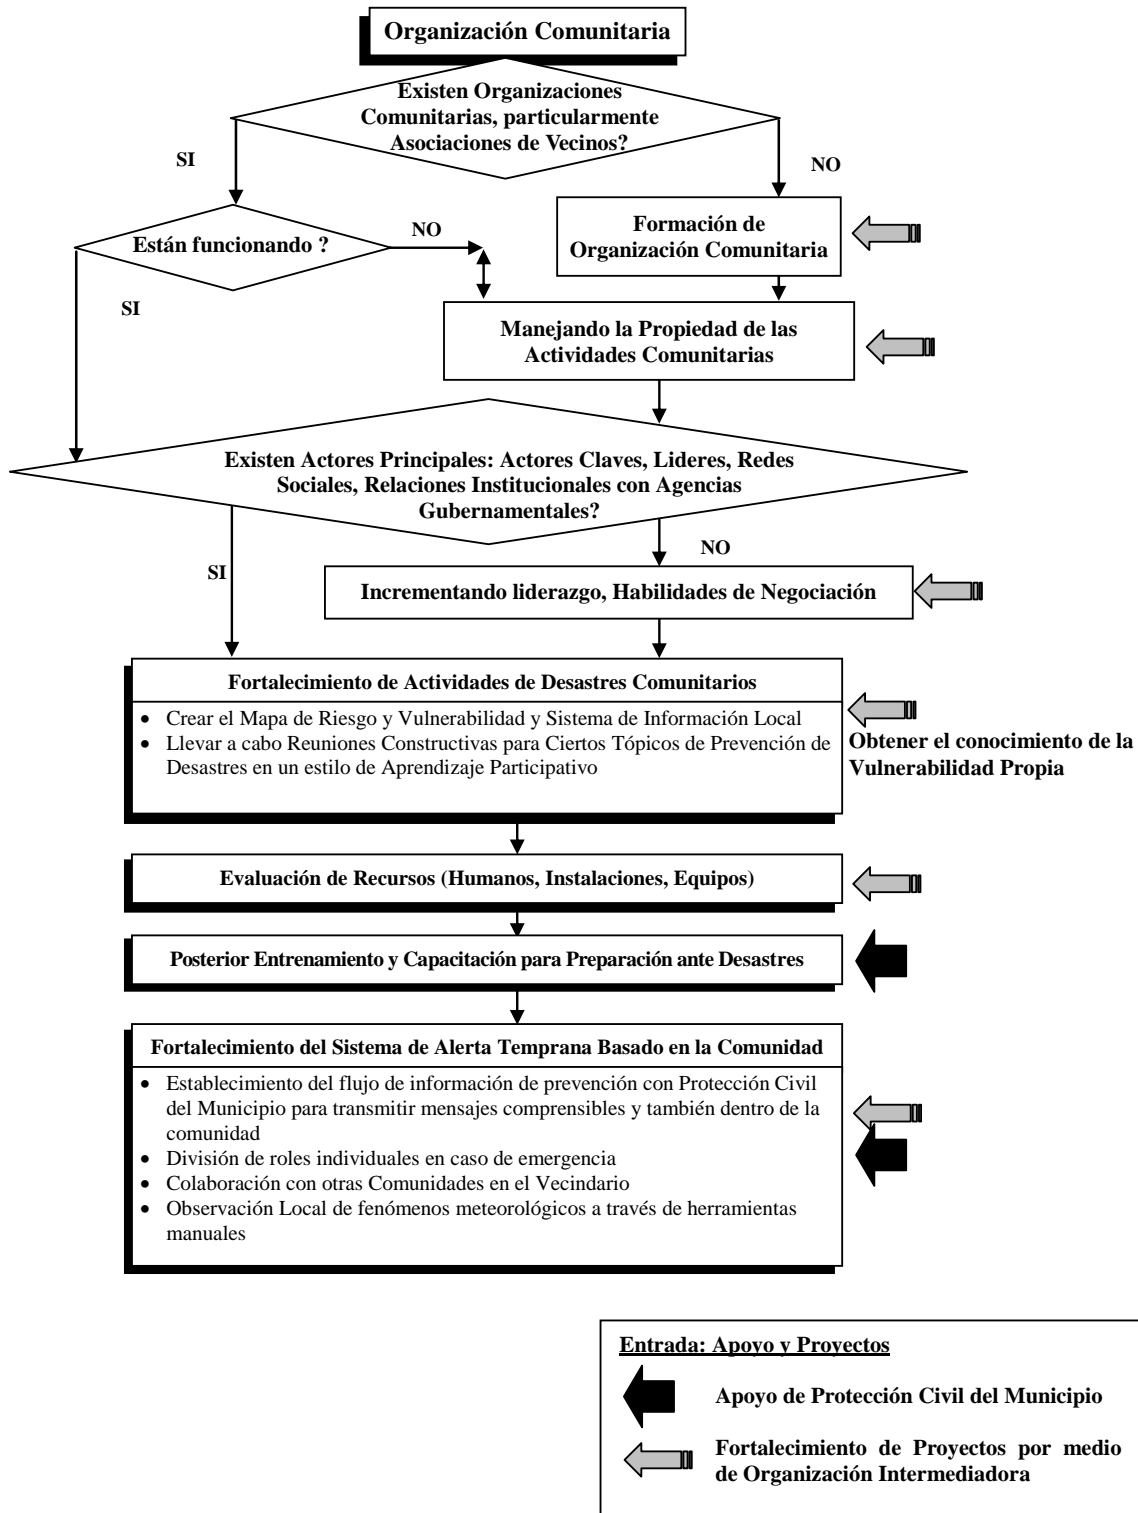 Organización Comunitaria
Existen Organizaciones
Comunitarias, particularmente
Asociaciones de Vecinos?
SI
NO
Están funcionando ?
NO
Formación de
Organización Comunitaria
SI
Manejando la Propiedad de las
Actividades Comunitarias
Existen Actores Principales: Actores Claves, Lideres, Redes
Sociales, Relaciones Institucionales con Agencias
Gubernamentales?
NO
SI
Incrementando liderazgo, Habilidades de Negociación
Fortalecimiento de Actividades de Desastres Comunitarios
• Crear el Mapa de Riesgo y Vulnerabilidad y Sistema de Información Local
• Llevar a cabo Reuniones Constructivas para Ciertos Tópicos de Prevención de
Desastres en un estilo de Aprendizaje Participativo
Obtener el conocimiento de la
Vulnerabilidad Propia
Evaluación de Recursos (Humanos, Instalaciones, Equipos)
Posterior Entrenamiento y Capacitación para Preparación ante Desastres
Fortalecimiento del Sistema de Alerta Temprana Basado en la Comunidad
• Establecimiento del flujo de información de prevención con Protección Civil
del Municipio para transmitir mensajes comprensibles y también dentro de la
comunidad
• División de roles individuales en caso de emergencia
• Colaboración con otras Comunidades en el Vecindario
• Observación Local de fenómenos meteorológicos a través de herramientas
manuales
Entrada: Apoyo y Proyectos
Apoyo de Protección Civil del Municipio
Fortalecimiento de Proyectos por medio
de Organización Intermediadora